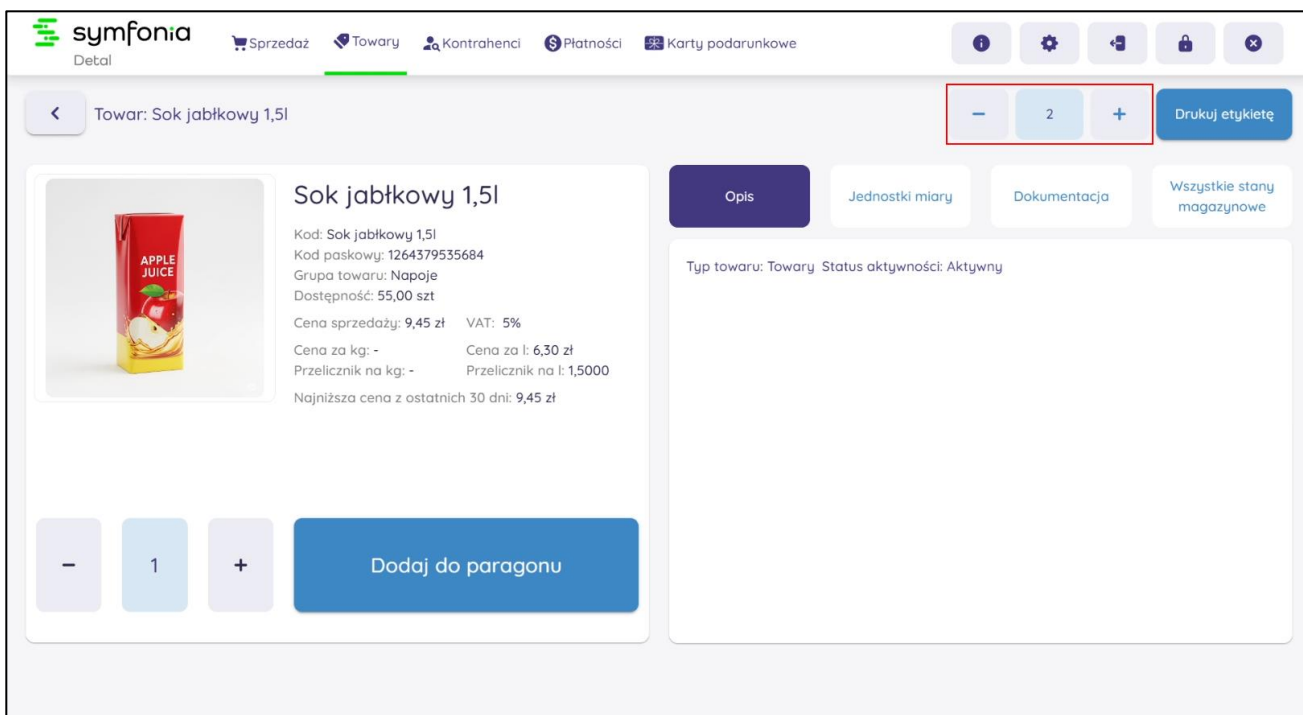 symfonia
Detal
Sprzedaż Towary Kontrahenci Płatności Karty podarunkowe
Towar: Sok jabłkowy 1,5l
− 2 + Drukuj etykietę
APPLE
JUICE
Sok jabłkowy 1,5l
Kod: Sok jabłkowy 1,5l
Kod paskowy: 1264379535684
Grupa towaru: Napoje
Dostępność: 55,00 szt
Cena sprzedaży: 9,45 zł VAT: 5%
Cena za kg: - Cena za l: 6,30 zł
Przelicznik na kg: - Przelicznik na l: 1,5000
Najniższa cena z ostatnich 30 dni: 9,45 zł
− 1 + Dodaj do paragonu
Opis Jednostki miary Dokumentacja Wszystkie stany
magazynowe
Typ towaru: Towary Status aktywności: Aktywny